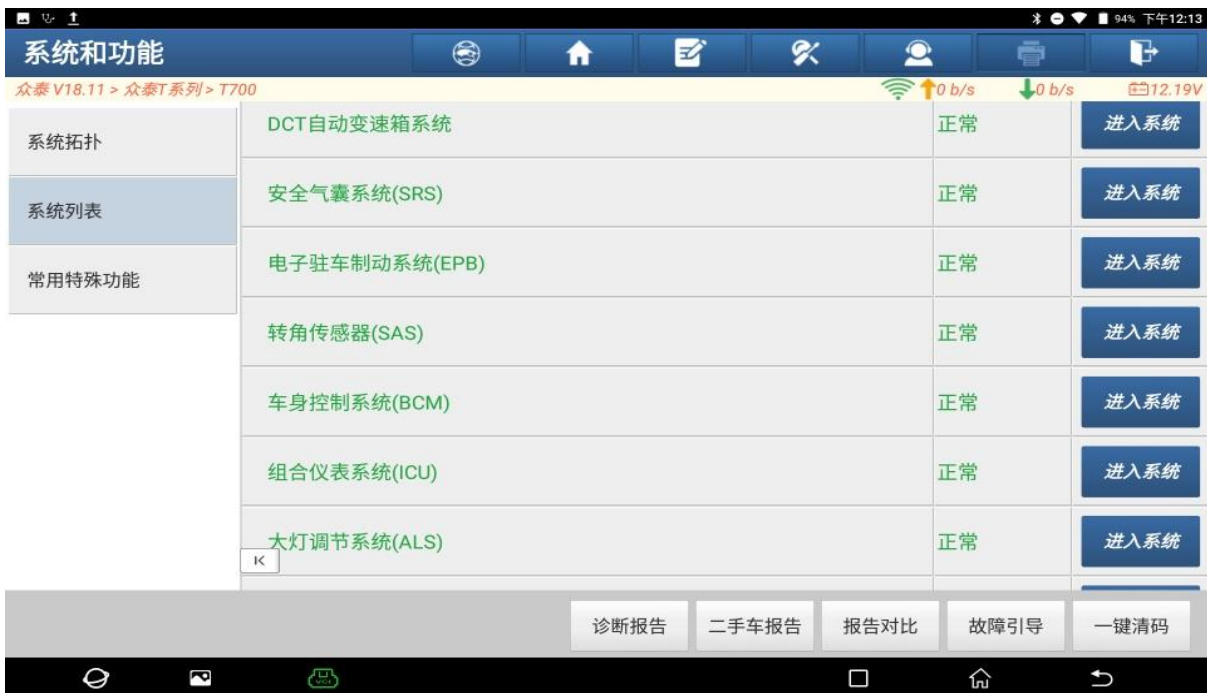 94% 下午12:13
系统和功能
众泰 V18.11 > 众泰T系列 > T700 0 b/s 0 b/s 12.19V
系统拓扑
系统列表
常用特殊功能
DCT自动变速箱系统 正常 进入系统
安全气囊系统(SRS) 正常 进入系统
电子驻车制动系统(EPB) 正常 进入系统
转角传感器(SAS) 正常 进入系统
车身控制系统(BCM) 正常 进入系统
组合仪表系统(ICU) 正常 进入系统
大灯调节系统(ALS) 正常 进入系统
诊断报告 二手车报告 报告对比 故障引导 一键清码
VCI